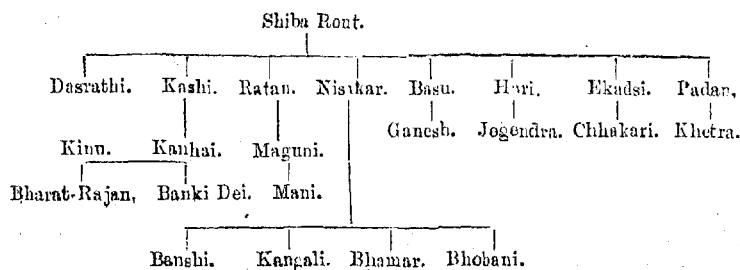 Shiba Rout.
Dasrathi. Kashi. Ratan. Nisikar. Basu. Hari. Ekadsi. Padan,
Ganesh. Jogendra. Chhakari. Khetra.
Kinu. Kanhai. Maguni.
Bharat-Rajan, Banki Dei. Mani.
Banshi. Kangali. Bhamar. Bhobani.